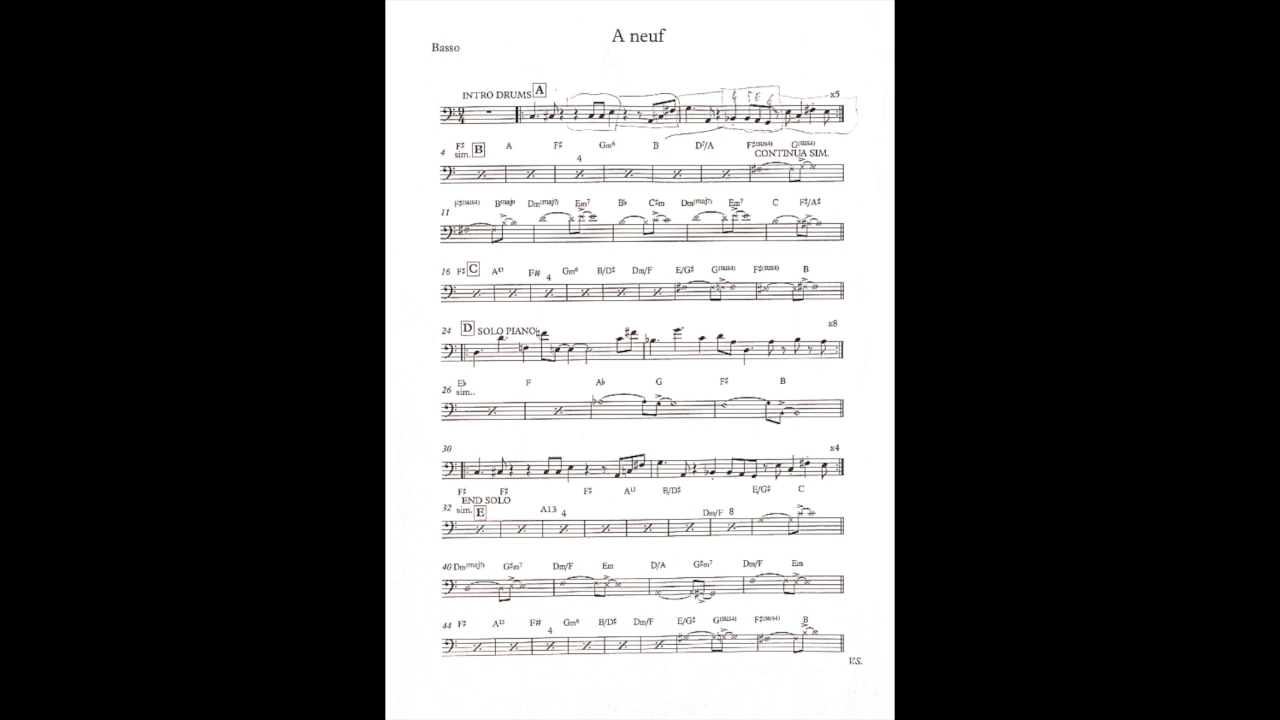 A neuf
Basso
INTRO DRUMS A x5
F♯ A F♯ Gm6 B D7/A F♯(sus4) G(sus4)
4 sim. B 4 CONTINUA SIM.
F♯(sus4) B(maj) Dm(maj7) Em7 B♭ C♯m Dm(maj7) Em7 C F♯/A♯
11
16 F♯ C A13 F# 4 Gm6 B/D♯ Dm/F E/G♯ G(sus4) F♯(sus4) B
24 D SOLO PIANO x8
E♭ F A♭ G F♯ B
26 sim..
30 x4
F♯ F♯ F♯ A13 B/D♯ E/G♯ C
END SOLO
32 sim. E A13 4 Dm/F 8
40 Dm(maj7) G♯m7 Dm/F Em D/A G♯m7 Dm/F Em
44 F♯ A13 F# 4 Gm6 B/D♯ Dm/F E/G♯ G(sus4) F♯(sus4) B
V.S.